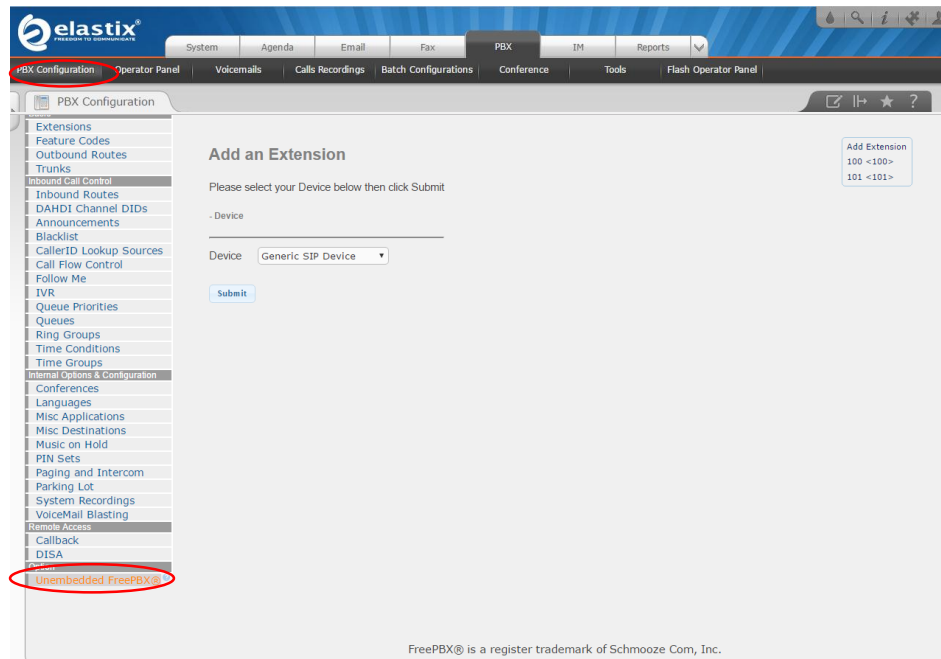 elastix®
FREEDOM TO COMMUNICATE
System Agenda Email Fax PBX IM Reports
PBX Configuration Operator Panel Voicemails Calls Recordings Batch Configurations Conference Tools Flash Operator Panel
PBX Configuration
Extensions
Feature Codes
Outbound Routes
Trunks
Inbound Call Control
Inbound Routes
DAHDI Channel DIDs
Announcements
Blacklist
CallerID Lookup Sources
Call Flow Control
Follow Me
IVR
Queue Priorities
Queues
Ring Groups
Time Conditions
Time Groups
Internal Options & Configuration
Conferences
Languages
Misc Applications
Misc Destinations
Music on Hold
PIN Sets
Paging and Intercom
Parking Lot
System Recordings
VoiceMail Blasting
Remote Access
Callback
DISA
Option
Unembedded FreePBX®
Add an Extension
Please select your Device below then click Submit
- Device
Device Generic SIP Device
Submit
Add Extension
100 <100>
101 <101>
FreePBX® is a register trademark of Schmooze Com, Inc.